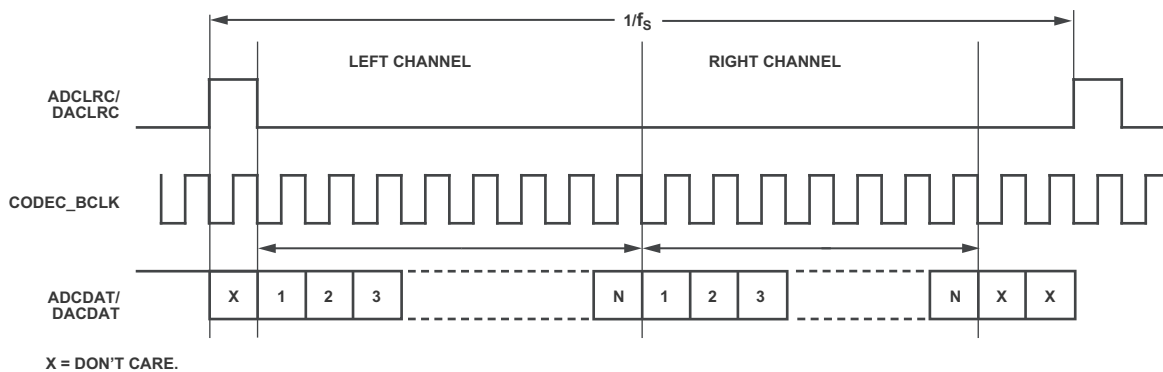 1/fS
LEFT CHANNEL
RIGHT CHANNEL
ADCLRC/
DACLRC
CODEC_BCLK
ADCDAT/
DACDAT
X 1 2 3 N 1 2 3 N X X
X = DON'T CARE.